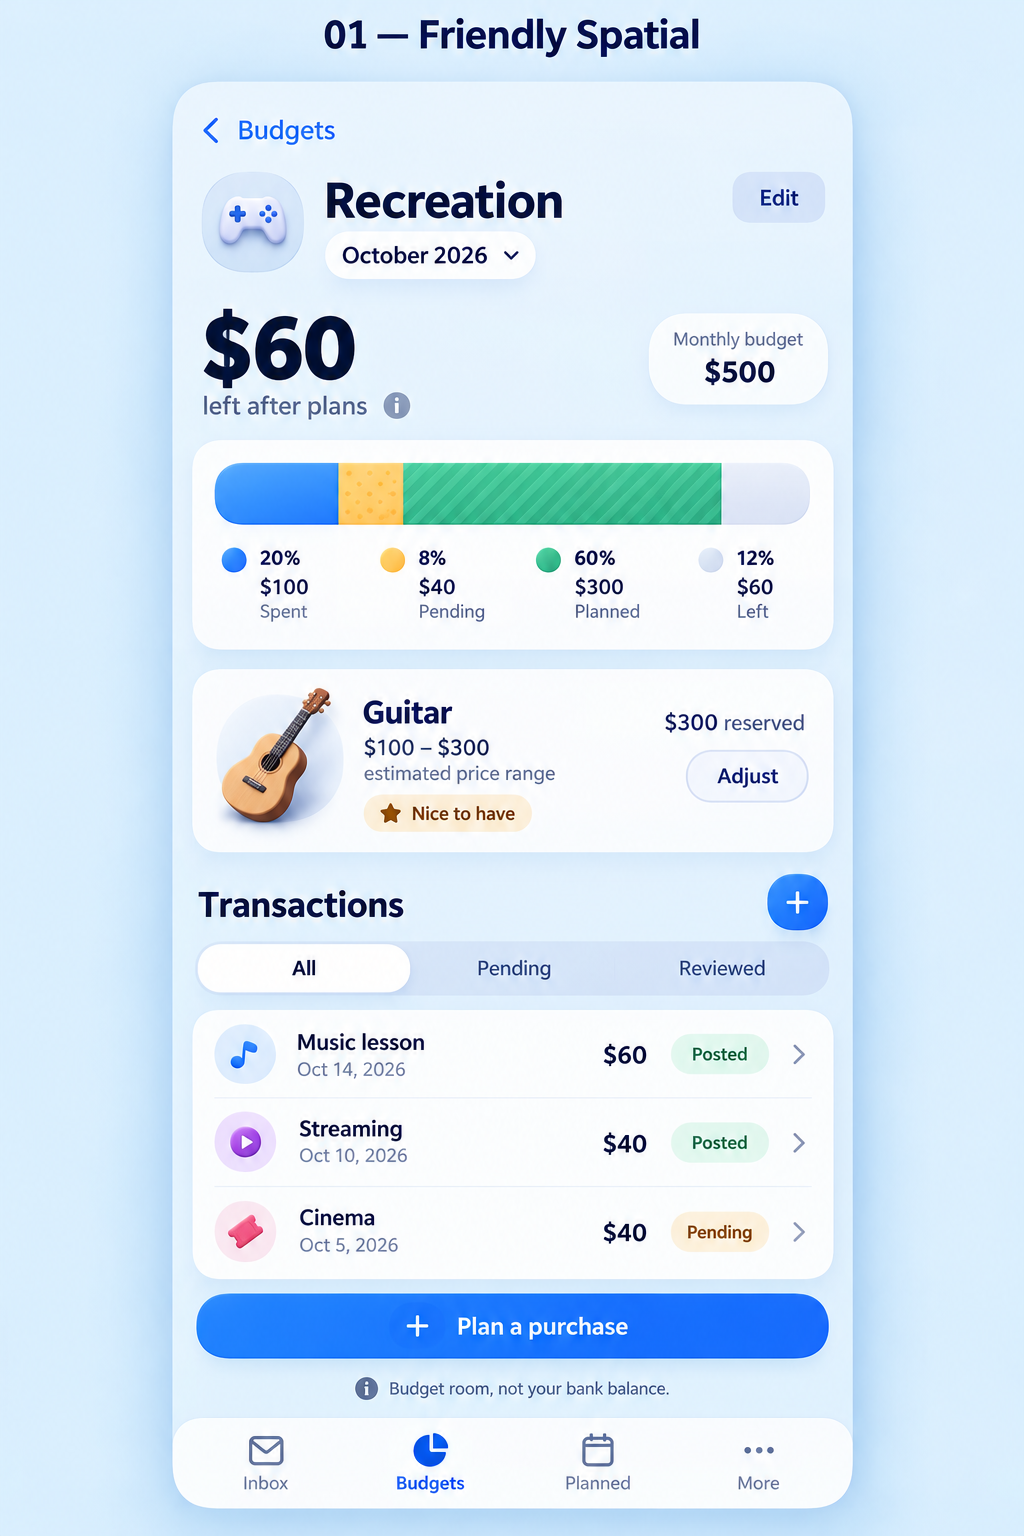 01 — Friendly Spatial
Budgets
Recreation
Edit
October 2026
$60
left after plans
Monthly budget
$500
20%
$100
Spent
8%
$40
Pending
60%
$300
Planned
12%
$60
Left
Guitar
$100 – $300
estimated price range
Nice to have
$300 reserved
Adjust
Transactions
All
Pending
Reviewed
Music lesson
Oct 14, 2026
$60
Posted
Streaming
Oct 10, 2026
$40
Posted
Cinema
Oct 5, 2026
$40
Pending
Plan a purchase
Budget room, not your bank balance.
Inbox
Budgets
Planned
More